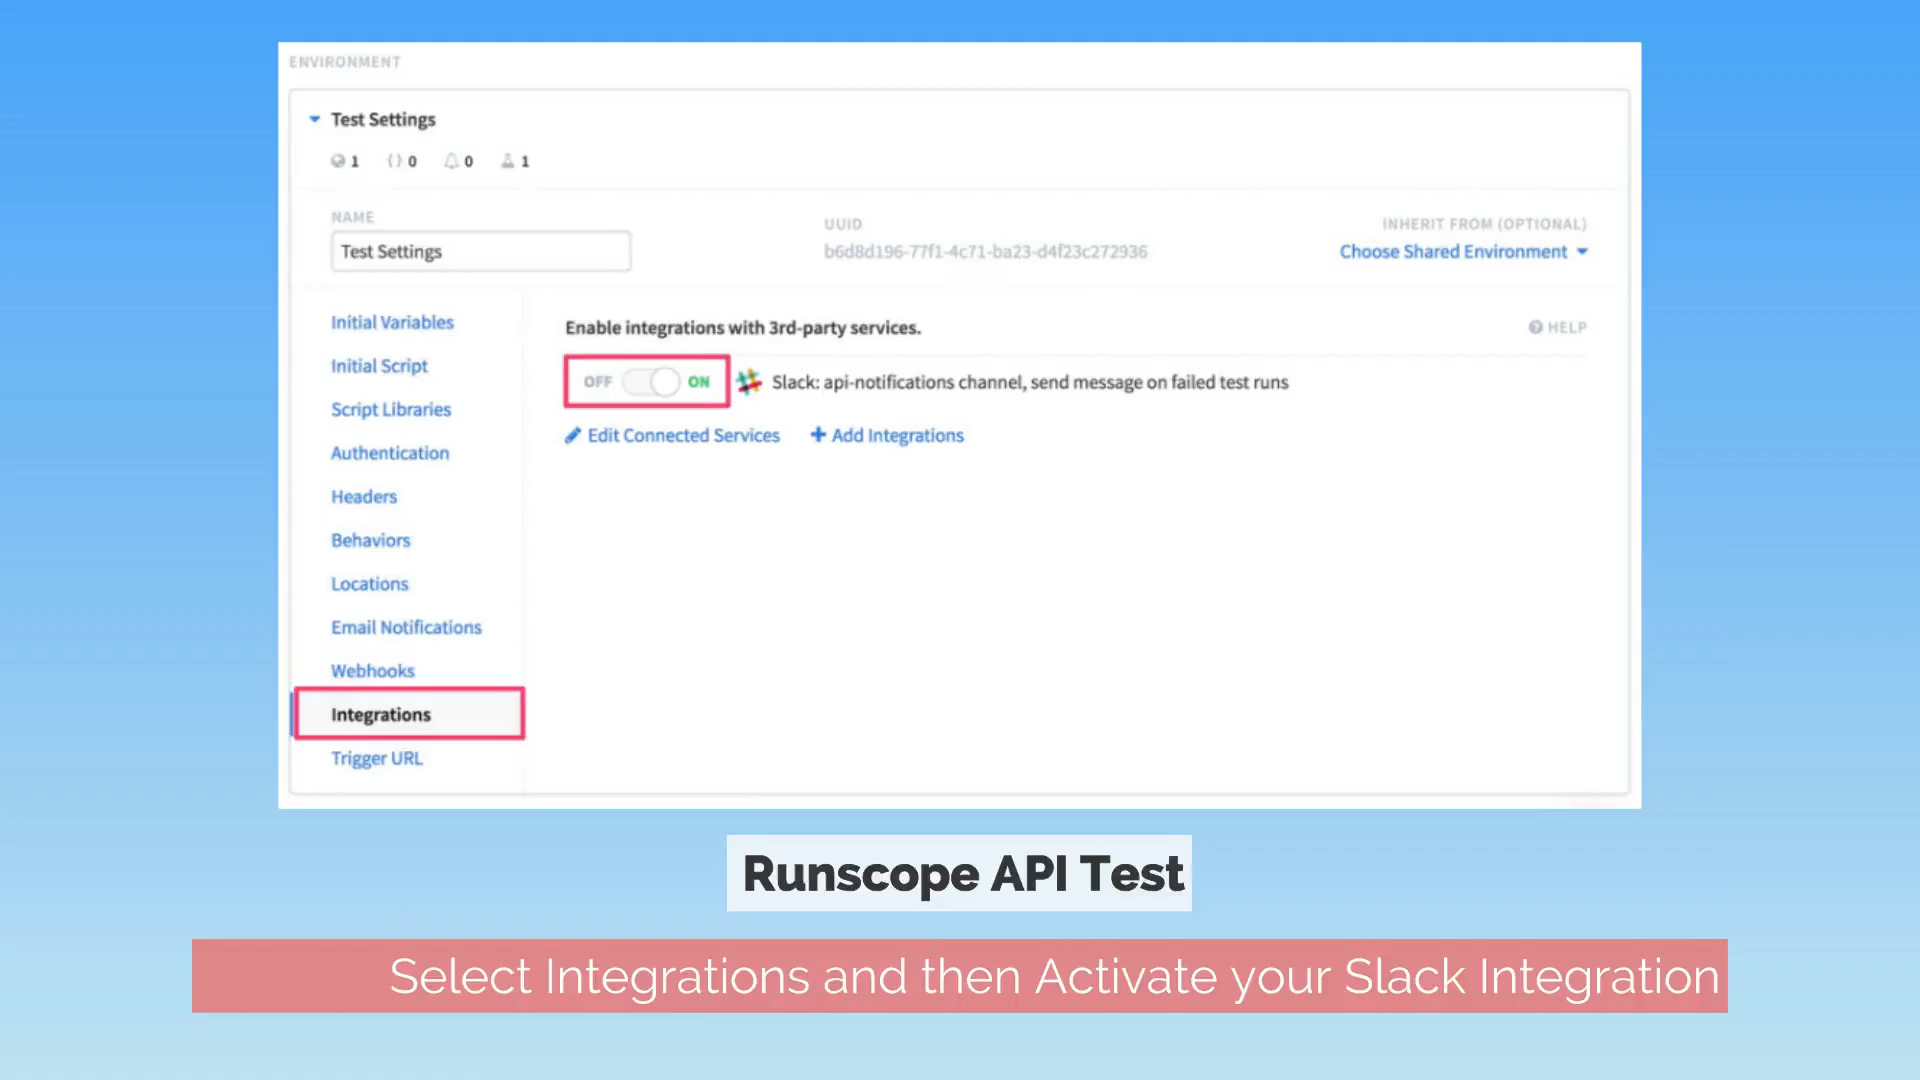 ENVIRONMENT
Test Settings
1 0 0 1
NAME
UUID
INHERIT FROM (OPTIONAL)
Test Settings
b6d8d196-77f1-4c71-ba23-d4f23c272936
Choose Shared Environment
Initial Variables
Initial Script
Script Libraries
Authentication
Headers
Behaviors
Locations
Email Notifications
Webhooks
Integrations
Trigger URL
Enable integrations with 3rd-party services.
HELP
OFF ON Slack: api-notifications channel, send message on failed test runs
Edit Connected Services + Add Integrations
Runscope API Test
Select Integrations and then Activate your Slack Integration